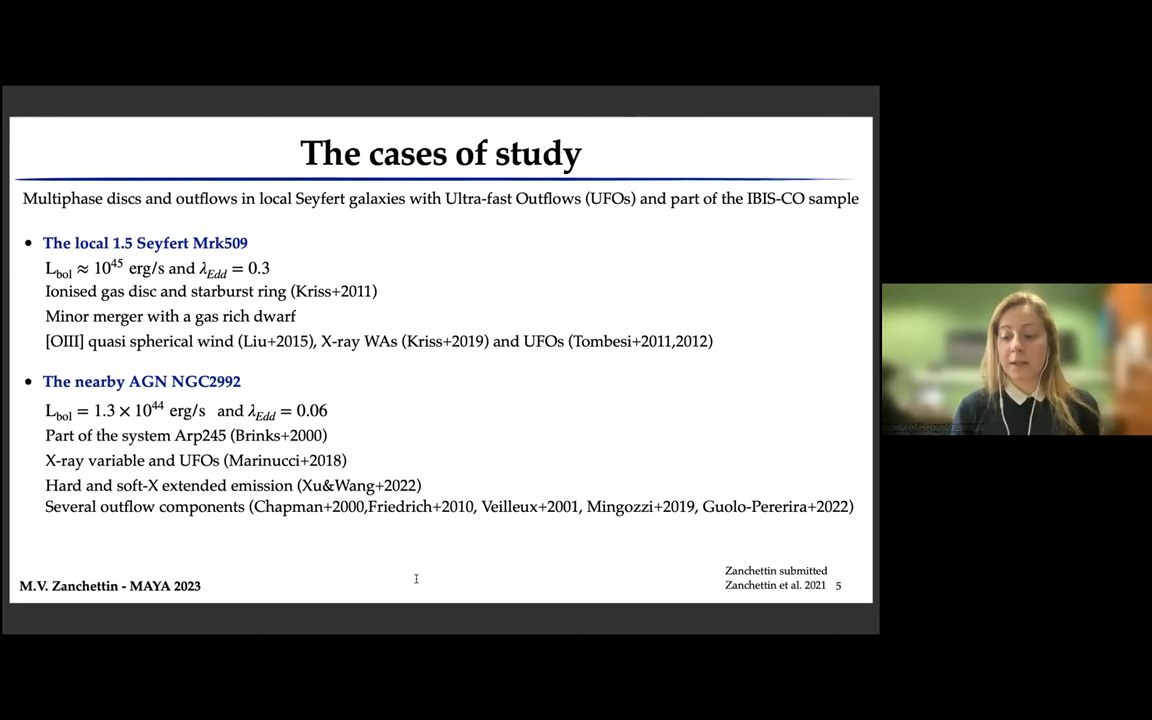 The cases of study
Multiphase discs and outflows in local Seyfert galaxies with Ultra-fast Outflows (UFOs) and part of the IBIS-CO sample
• The local 1.5 Seyfert Mrk509
L_bol ≈ 10^45 erg/s and λ_Edd = 0.3
Ionised gas disc and starburst ring (Kriss+2011)
Minor merger with a gas rich dwarf
[OIII] quasi spherical wind (Liu+2015), X-ray WAs (Kriss+2019) and UFOs (Tombesi+2011,2012)
• The nearby AGN NGC2992
L_bol = 1.3 × 10^44 erg/s and λ_Edd = 0.06
Part of the system Arp245 (Brinks+2000)
X-ray variable and UFOs (Marinucci+2018)
Hard and soft-X extended emission (Xu&Wang+2022)
Several outflow components (Chapman+2000,Friedrich+2010, Veilleux+2001, Mingozzi+2019, Guolo-Pererira+2022)
Zanchettin submitted
M.V. Zanchettin - MAYA 2023
Zanchettin et al. 2021 5